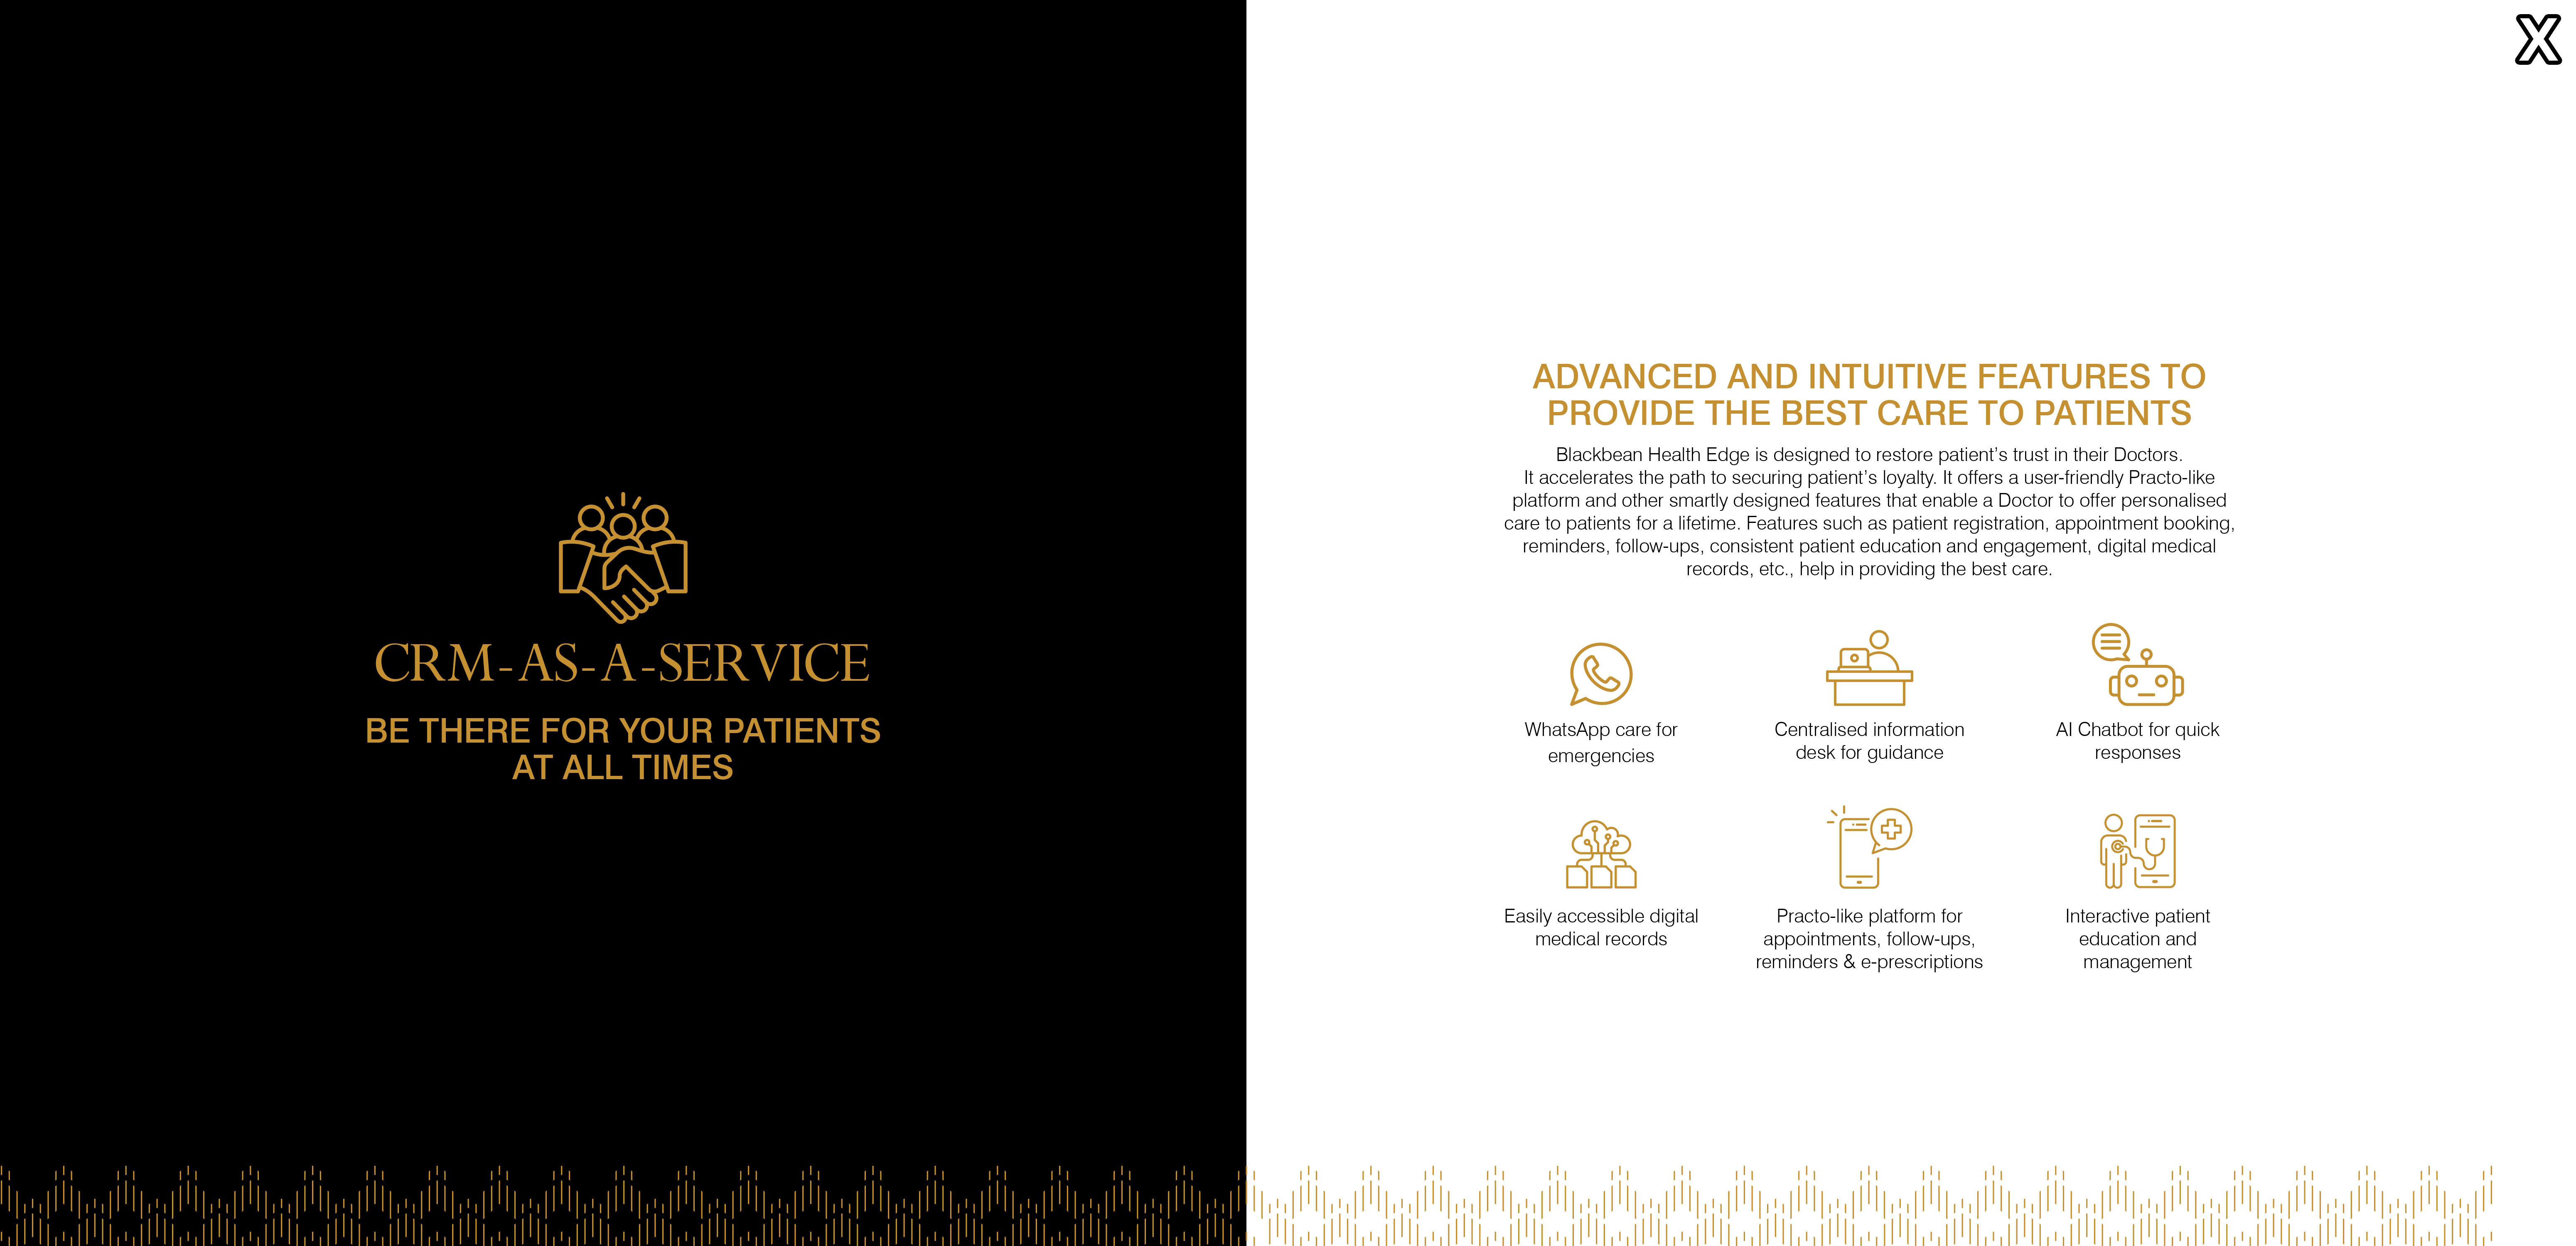 X
CRM-AS-A-SERVICE
BE THERE FOR YOUR PATIENTS
AT ALL TIMES
ADVANCED AND INTUITIVE FEATURES TO
PROVIDE THE BEST CARE TO PATIENTS
Blackbean Health Edge is designed to restore patient’s trust in their Doctors.
It accelerates the path to securing patient’s loyalty. It offers a user-friendly Practo-like
platform and other smartly designed features that enable a Doctor to offer personalised
care to patients for a lifetime. Features such as patient registration, appointment booking,
reminders, follow-ups, consistent patient education and engagement, digital medical
records, etc., help in providing the best care.
WhatsApp care for
emergencies
Centralised information
desk for guidance
AI Chatbot for quick
responses
Easily accessible digital
medical records
Practo-like platform for
appointments, follow-ups,
reminders & e-prescriptions
Interactive patient
education and
management